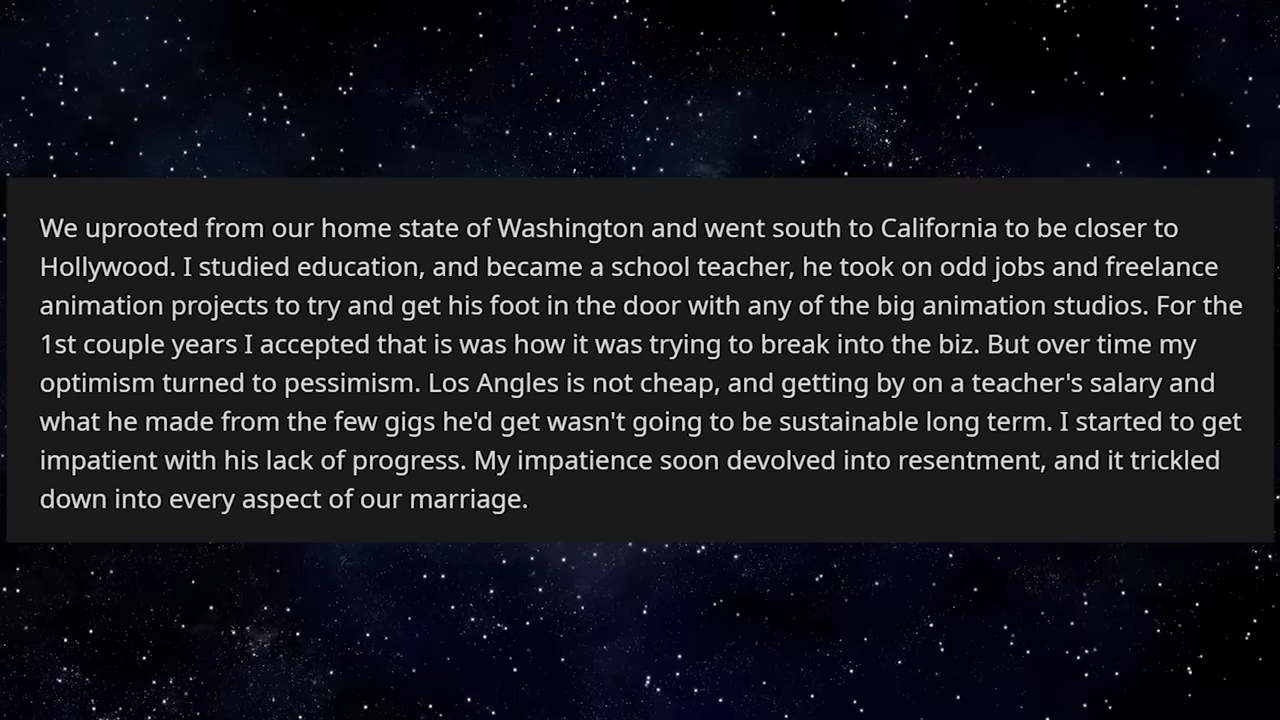 We uprooted from our home state of Washington and went south to California to be closer to
Hollywood. I studied education, and became a school teacher, he took on odd jobs and freelance
animation projects to try and get his foot in the door with any of the big animation studios. For the
1st couple years I accepted that is was how it was trying to break into the biz. But over time my
optimism turned to pessimism. Los Angles is not cheap, and getting by on a teacher's salary and
what he made from the few gigs he'd get wasn't going to be sustainable long term. I started to get
impatient with his lack of progress. My impatience soon devolved into resentment, and it trickled
down into every aspect of our marriage.